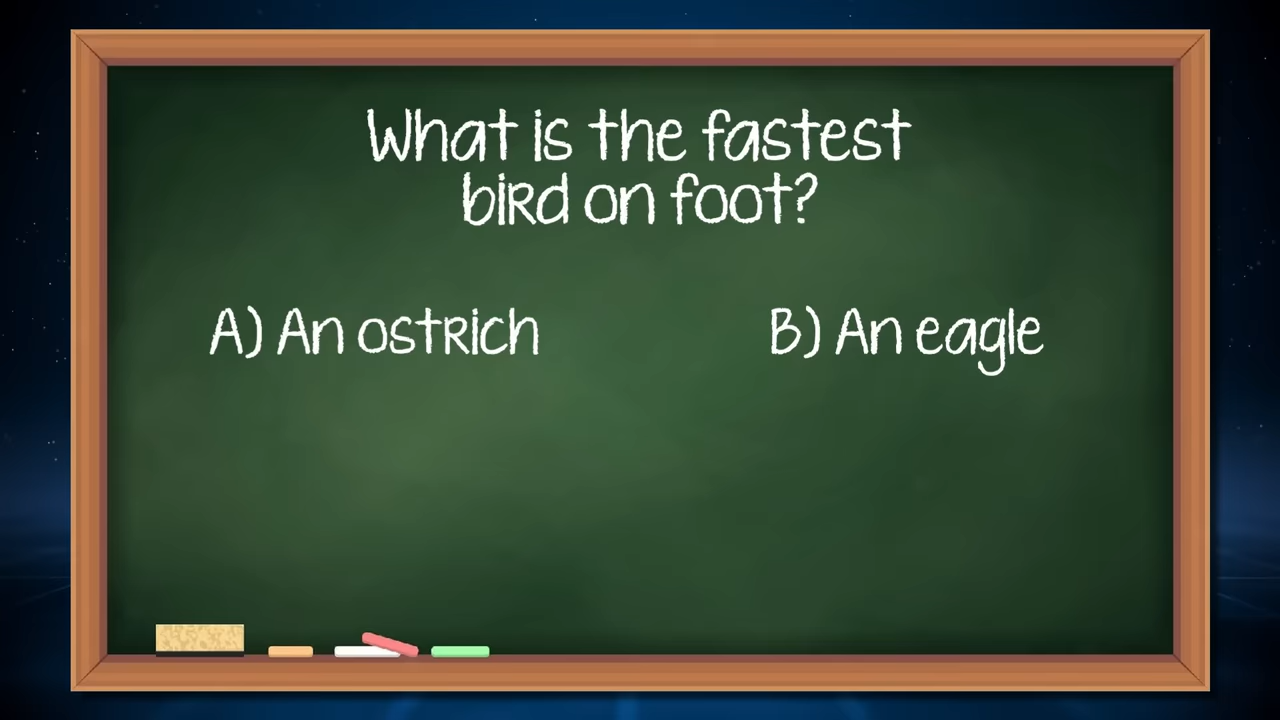 What is the fastest
bird on foot?
A) An ostrich
B) An eagle